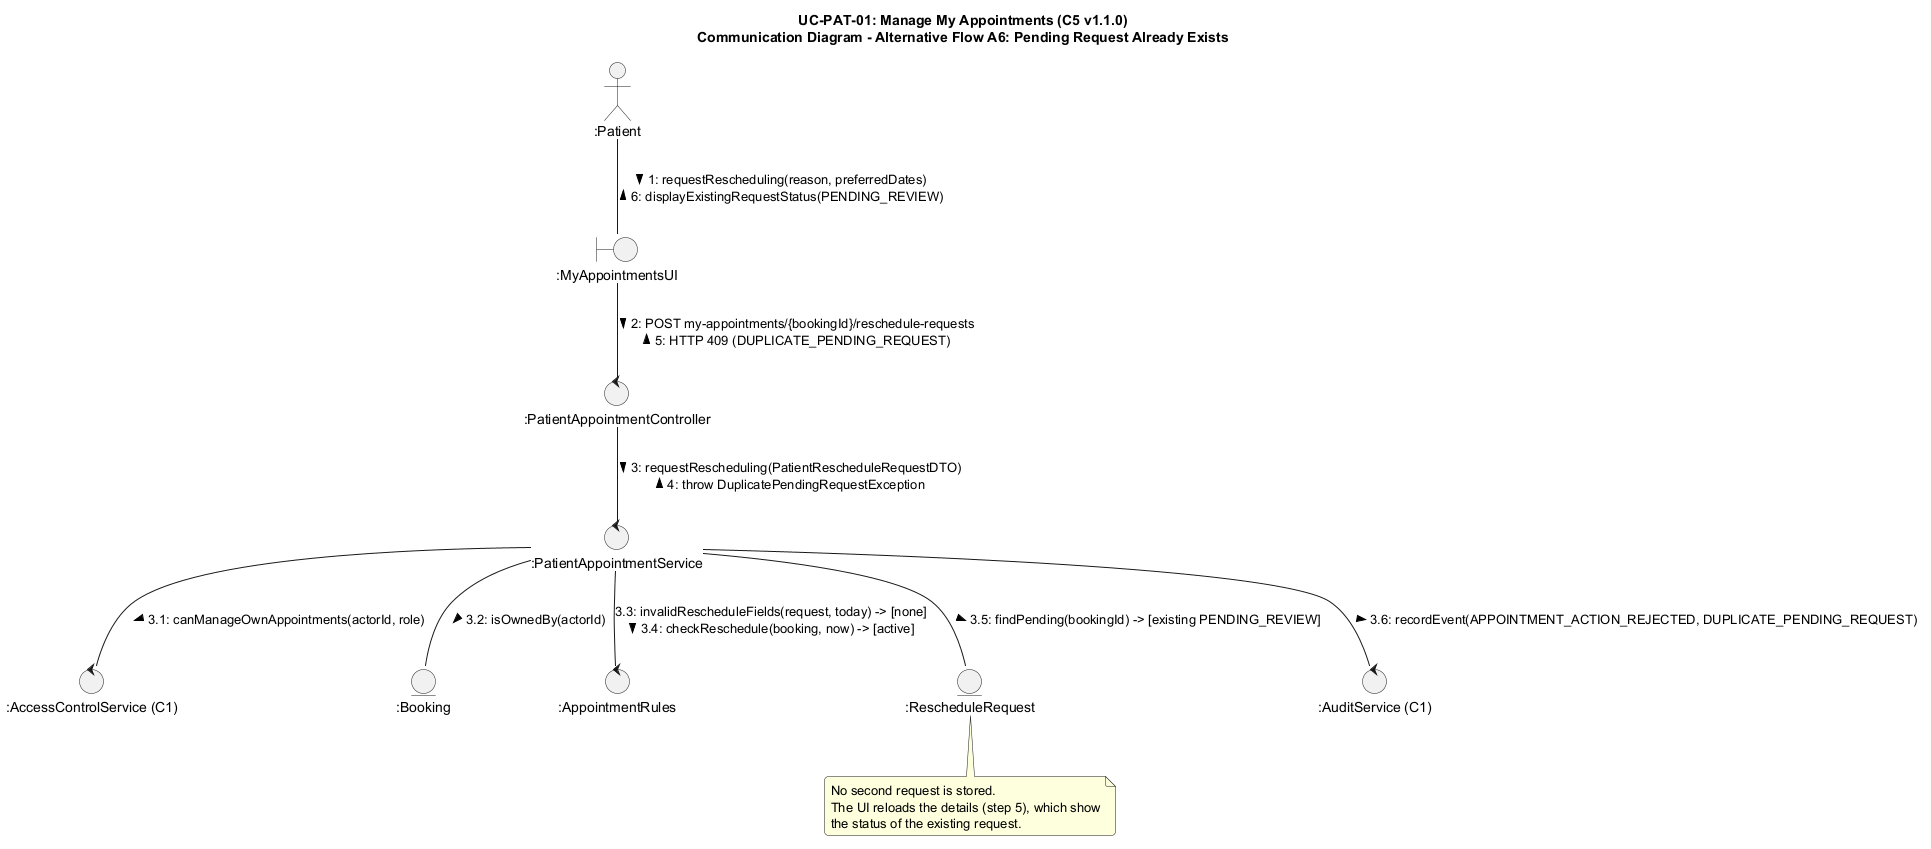 UC-PAT-01: Manage My Appointments (C5 v1.1.0)
Communication Diagram - Alternative Flow A6: Pending Request Already Exists
:Patient
1: requestRescheduling(reason, preferredDates)
6: displayExistingRequestStatus(PENDING_REVIEW)
:MyAppointmentsUI
2: POST my-appointments/{bookingId}/reschedule-requests
5: HTTP 409 (DUPLICATE_PENDING_REQUEST)
:PatientAppointmentController
3: requestRescheduling(PatientRescheduleRequestDTO)
4: throw DuplicatePendingRequestException
:PatientAppointmentService
3.1: canManageOwnAppointments(actorId, role)
3.2: isOwnedBy(actorId)
3.3: invalidRescheduleFields(request, today) -> [none]
3.4: checkReschedule(booking, now) -> [active]
3.5: findPending(bookingId) -> [existing PENDING_REVIEW]
3.6: recordEvent(APPOINTMENT_ACTION_REJECTED, DUPLICATE_PENDING_REQUEST)
:AccessControlService (C1)
:Booking
:AppointmentRules
:RescheduleRequest
:AuditService (C1)
No second request is stored.
The UI reloads the details (step 5), which show
the status of the existing request.